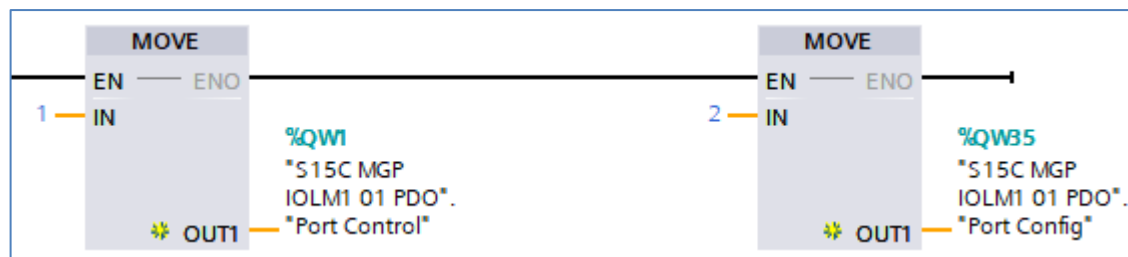 MOVE
EN ENO
1 IN
%QW1
"S15C MGP
IOLM1 01 PDO".
OUT1 "Port Control"
MOVE
EN ENO
2 IN
%QW35
"S15C MGP
IOLM1 01 PDO".
OUT1 "Port Config"